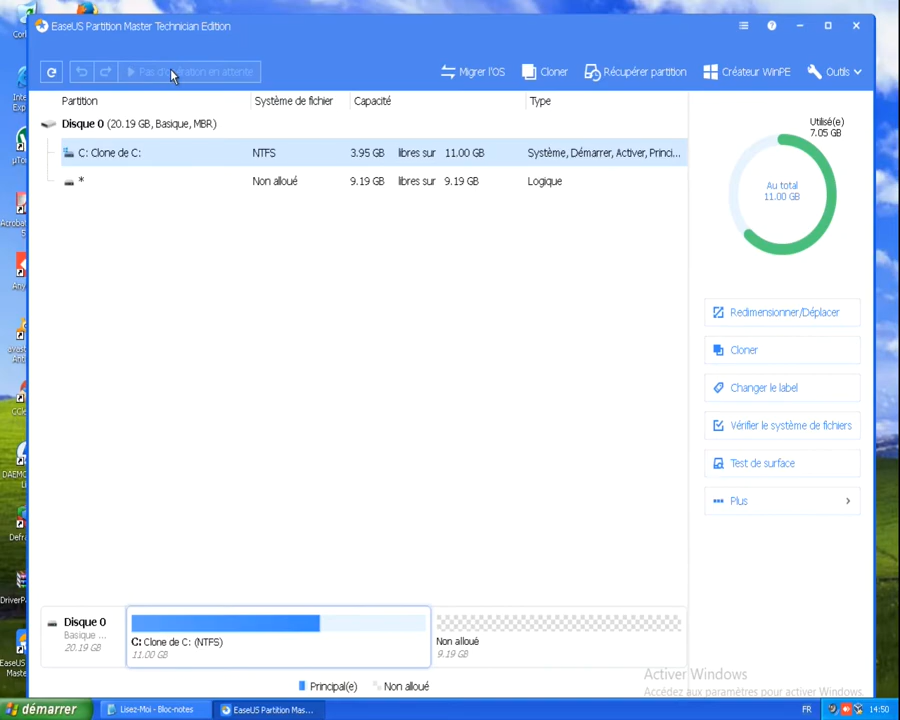 EaseUS Partition Master Technician Edition
Pas d'opération en attente
Migrer l'OS
Cloner
Récupérer partition
Créateur WinPE
Outils
Partition
Système de fichier
Capacité
Type
Disque 0 (20.19 GB, Basique, MBR)
C: Clone de C: NTFS 3.95 GB libres sur 11.00 GB Système, Démarrer, Activer, Princi...
* Non alloué 9.19 GB libres sur 9.19 GB Logique
Utilisé(e)
7.05 GB
Au total
11.00 GB
Redimensionner/Déplacer
Cloner
Changer le label
Vérifier le système de fichiers
Test de surface
Plus
Disque 0
Basique ...
20.19 GB
C: Clone de C: (NTFS)
11.00 GB
Non alloué
9.19 GB
Principal(e)
Non alloué
Activer Windows
Accédez aux paramètres pour activer Windows.
démarrer
Lisez-Moi - Bloc-notes
EaseUS Partition Mas...
FR
14:50